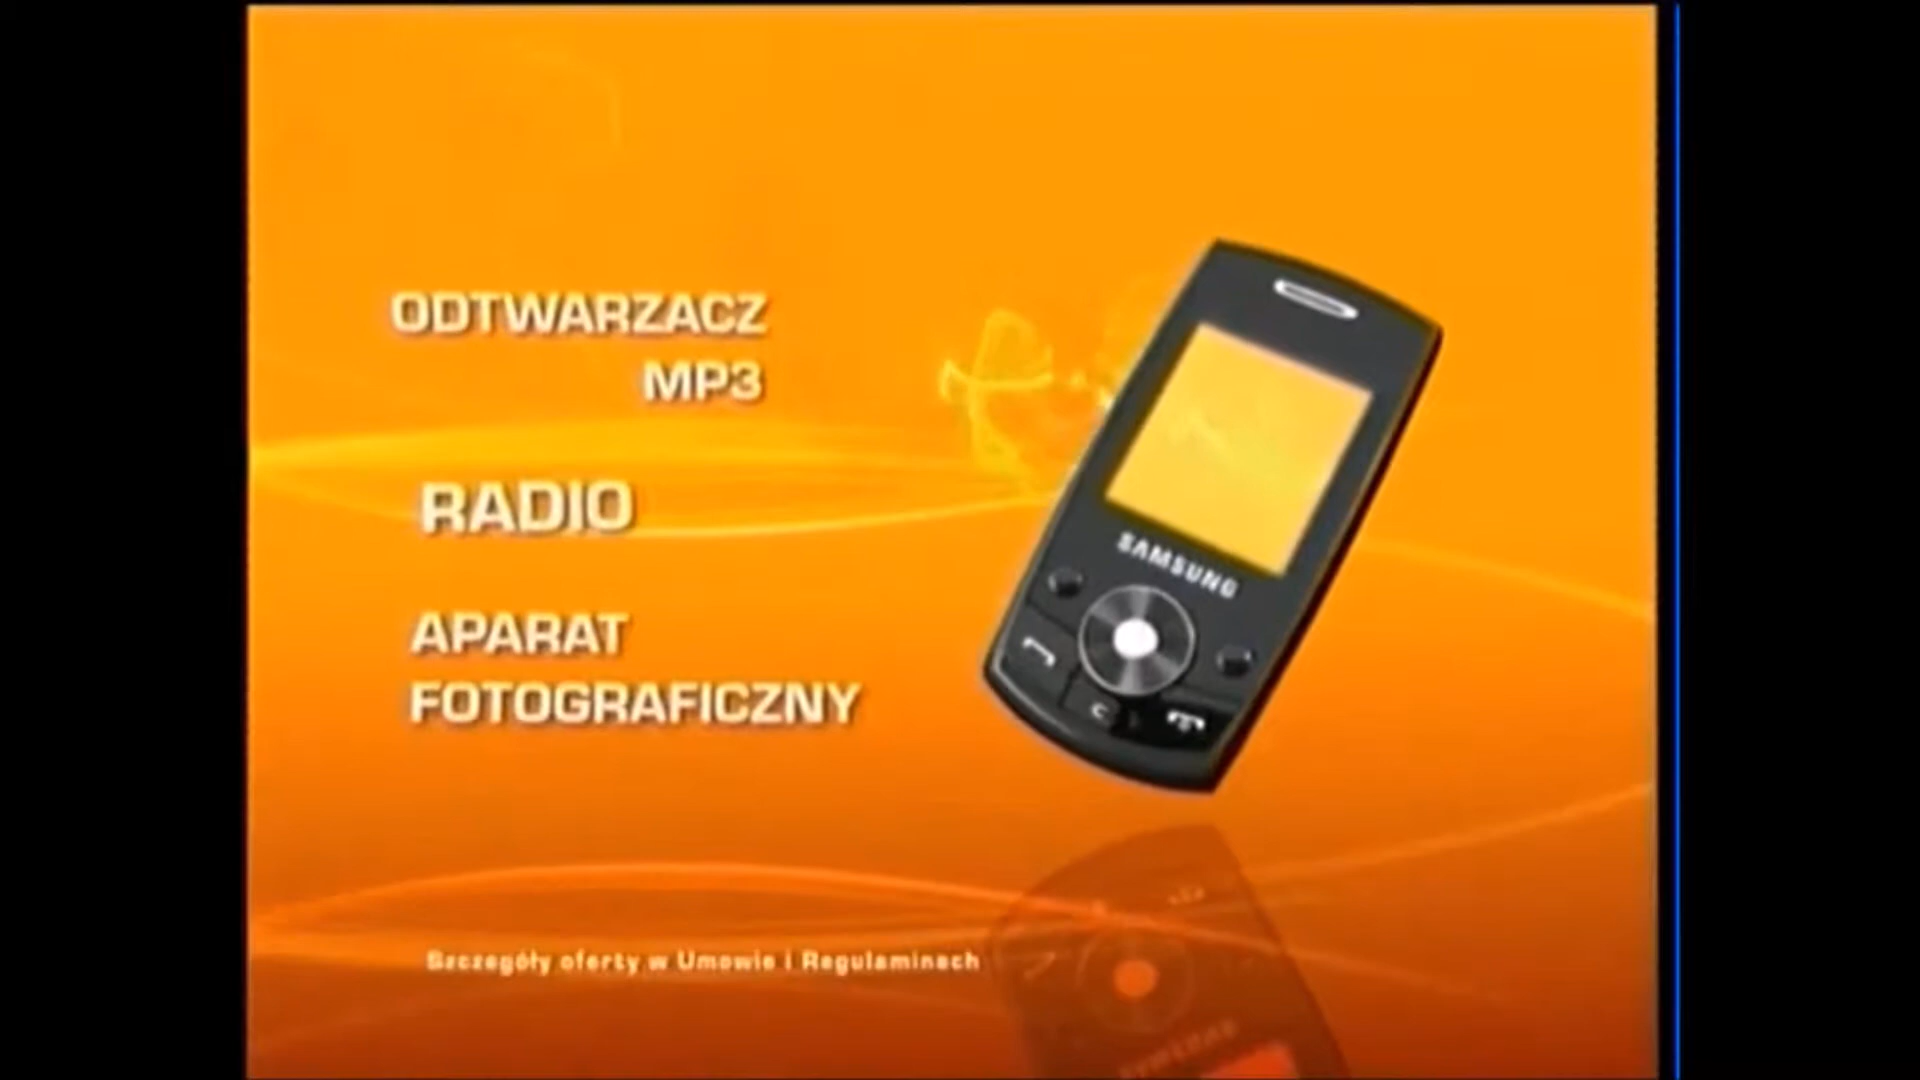 ODTWARZACZ
MP3
RADIO
APARAT
FOTOGRAFICZNY
SAMSUNG
C
Szczegóły oferty w Umowie i Regulaminach